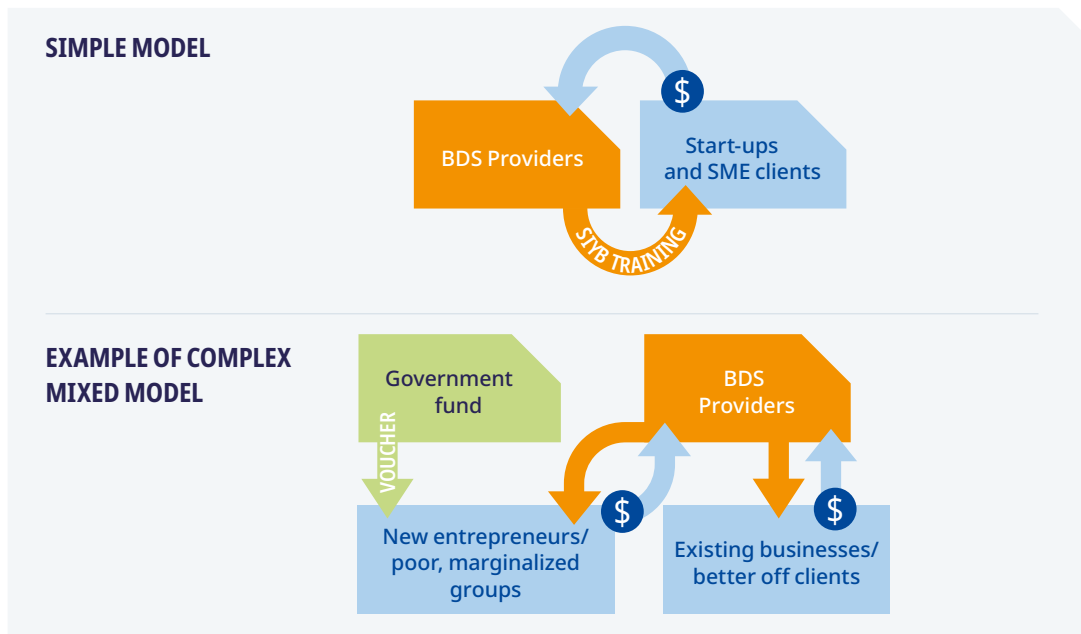 SIMPLE MODEL
$
BDS Providers
Start-ups
and SME clients
SIYB TRAINING
EXAMPLE OF COMPLEX
MIXED MODEL
Government
fund
BDS
Providers
VOUCHER
$
$
New entrepreneurs/
poor, marginalized
groups
Existing businesses/
better off clients